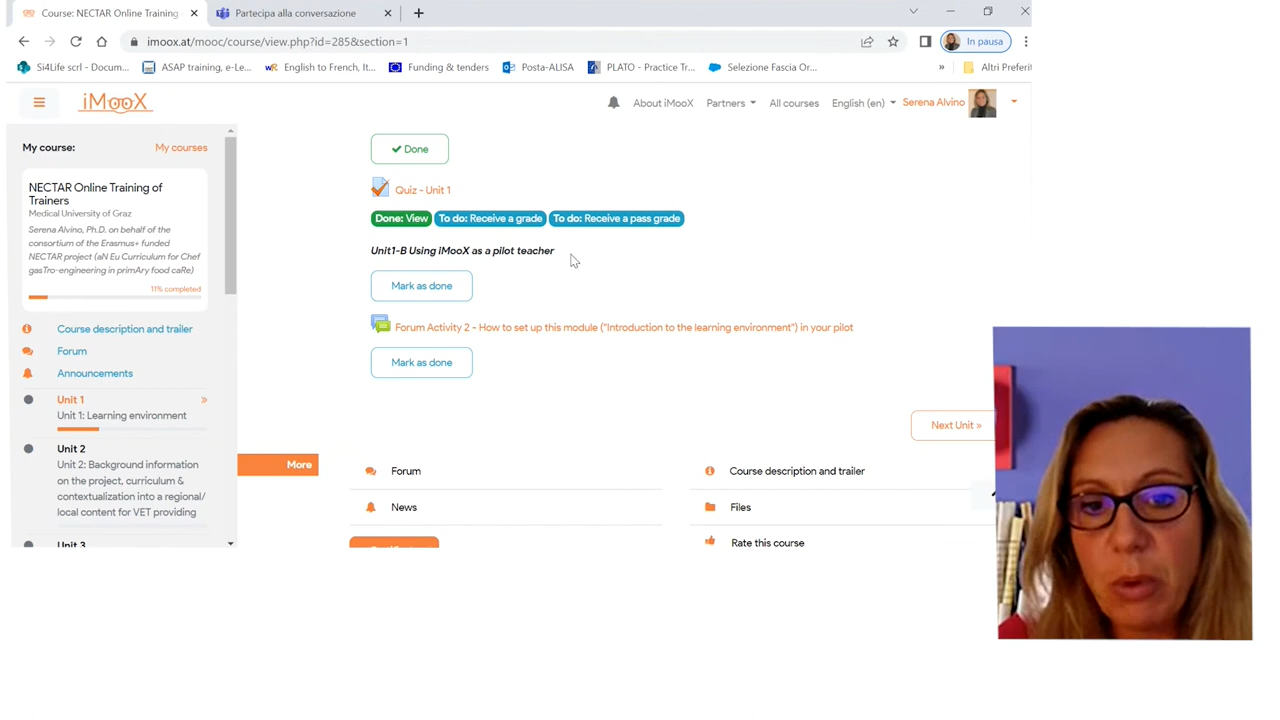 Course: NECTAR Online Training
Partecipa alla conversazione
imoox.at/mooc/course/view.php?id=285&section=1
In pausa
Si4Life scrl - Docum...
ASAP training, e-Le...
English to French, It...
Funding & tenders
Posta-ALISA
PLATO - Practice Tr...
Selezione Fascia Or...
»
Altri Preferit
iMooX
About iMooX
Partners
All courses
English (en)
Serena Alvino
My course:
My courses
NECTAR Online Training of
Trainers
Medical University of Graz
Serena Alvino, Ph.D. on behalf of the
consortium of the Erasmus+ funded
NECTAR project (aN Eu Curriculum for Chef
gasTro-engineering in primAry food caRe)
11% completed
Course description and trailer
Forum
Announcements
Unit 1 »
Unit 1: Learning environment
Unit 2
Unit 2: Background information
on the project, curriculum &
contextualization into a regional/
local content for VET providing
Unit 3
More
Done
Quiz - Unit 1
Done: View
To do: Receive a grade
To do: Receive a pass grade
Unit1-B Using iMooX as a pilot teacher
Mark as done
Forum Activity 2 - How to set up this module ("Introduction to the learning environment") in your pilot
Mark as done
Next Unit »
Forum
Course description and trailer
News
Files
Rate this course